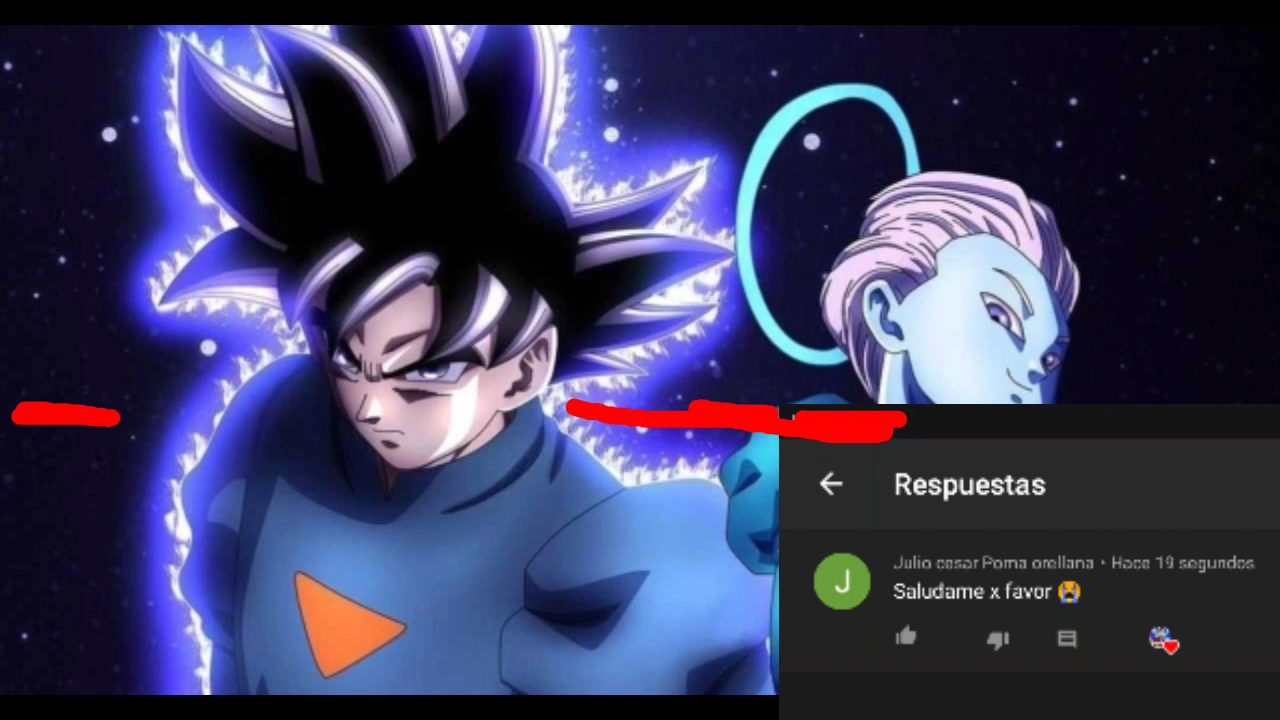 Respuestas
J
Julio cesar Poma orellana • Hace 19 segundos
Saludame x favor 😭